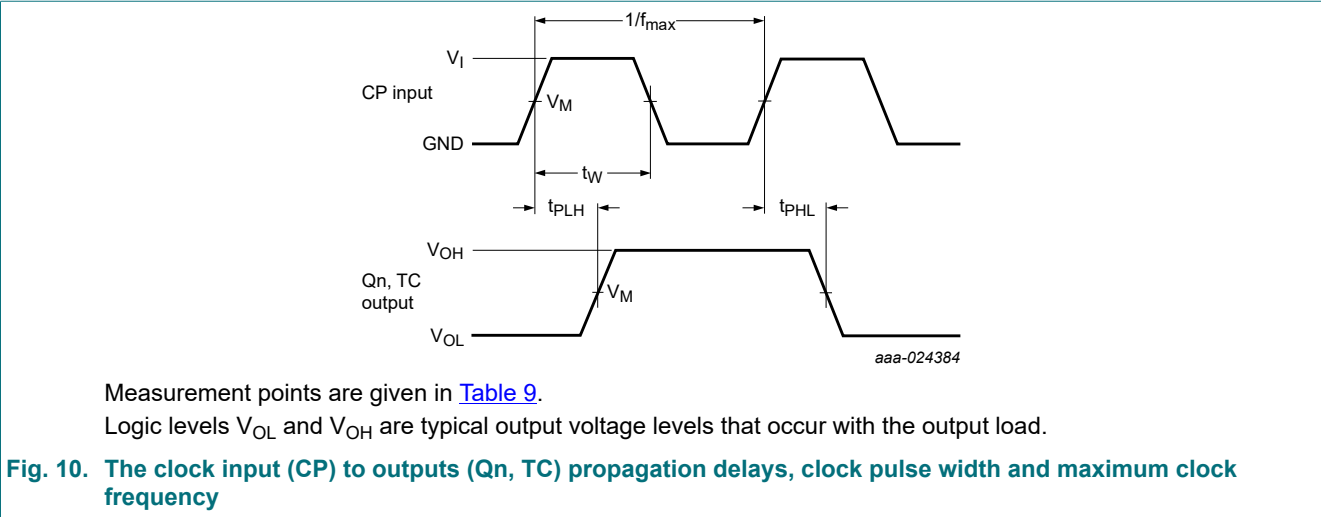 1/fmax
VI
CP input
VM
GND
tW
tPLH
tPHL
VOH
Qn, TC
output
VM
VOL
aaa-024384
Measurement points are given in Table 9.
Logic levels VOL and VOH are typical output voltage levels that occur with the output load.
Fig. 10. The clock input (CP) to outputs (Qn, TC) propagation delays, clock pulse width and maximum clock
frequency